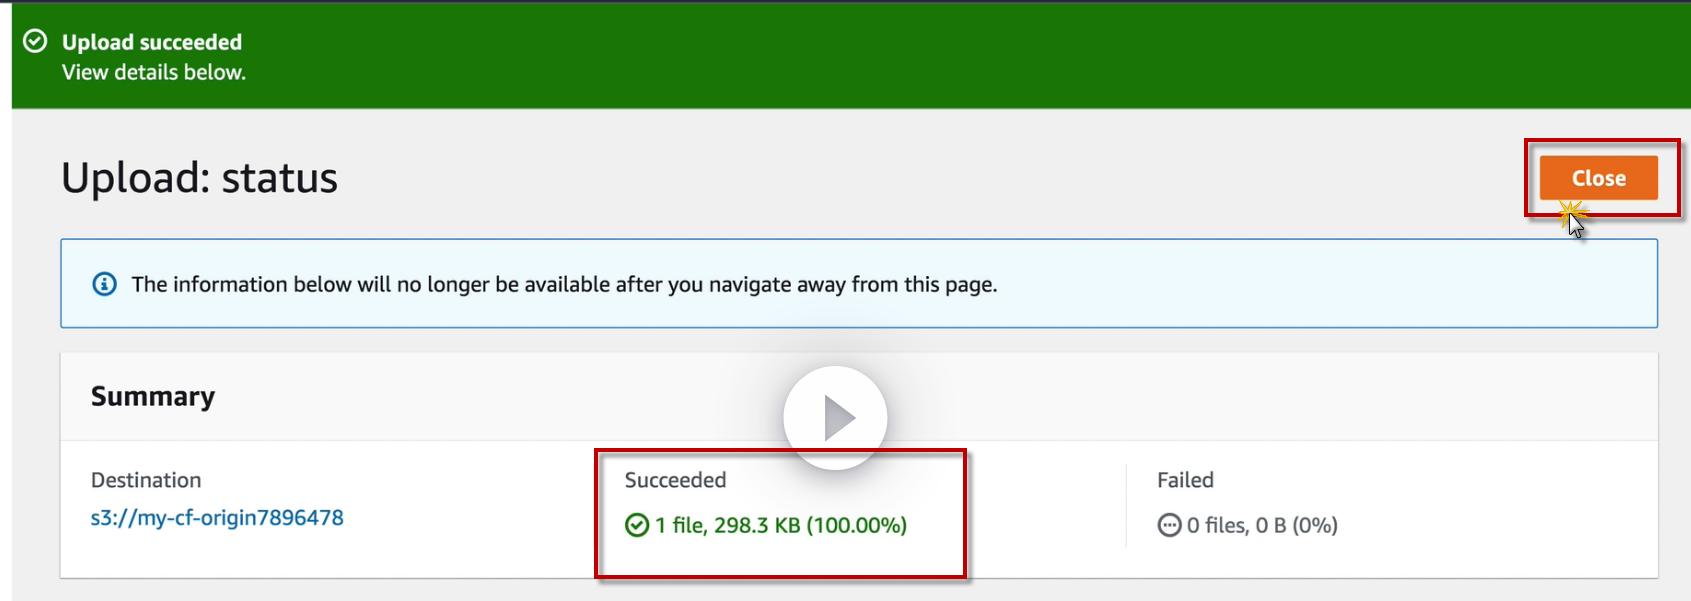 Upload succeeded
View details below.
Upload: status
Close
The information below will no longer be available after you navigate away from this page.
Summary
Destination
s3://my-cf-origin7896478
Succeeded
1 file, 298.3 KB (100.00%)
Failed
0 files, 0 B (0%)